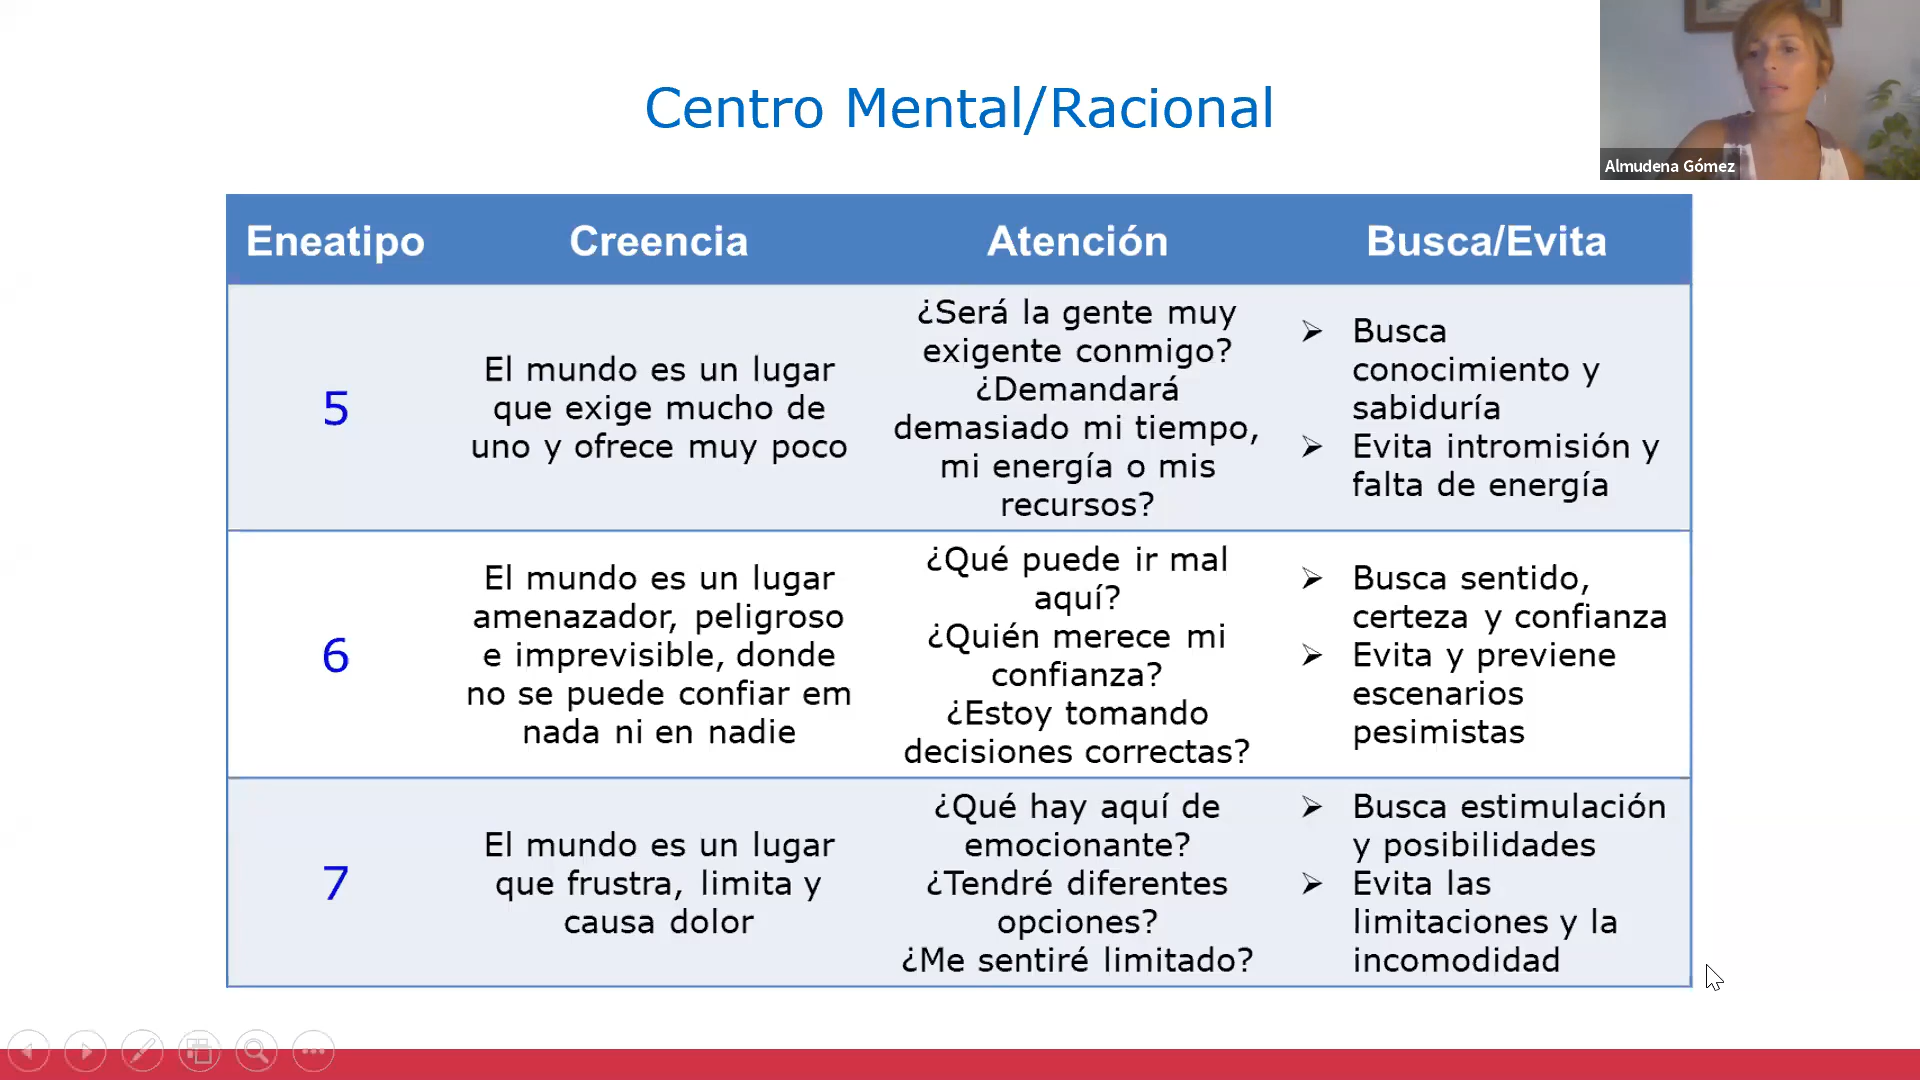 Centro Mental/Racional
Almudena Gómez
Eneatipo
Creencia
Atención
Busca/Evita
5
El mundo es un lugar
que exige mucho de
uno y ofrece muy poco
¿Será la gente muy
exigente conmigo?
¿Demandará
demasiado mi tiempo,
mi energía o mis
recursos?
➢ Busca
conocimiento y
sabiduría
➢ Evita intromisión y
falta de energía
6
El mundo es un lugar
amenazador, peligroso
e imprevisible, donde
no se puede confiar em
nada ni en nadie
¿Qué puede ir mal
aquí?
¿Quién merece mi
confianza?
¿Estoy tomando
decisiones correctas?
➢ Busca sentido,
certeza y confianza
➢ Evita y previene
escenarios
pesimistas
7
El mundo es un lugar
que frustra, limita y
causa dolor
¿Qué hay aquí de
emocionante?
¿Tendré diferentes
opciones?
¿Me sentiré limitado?
➢ Busca estimulación
y posibilidades
➢ Evita las
limitaciones y la
incomodidad